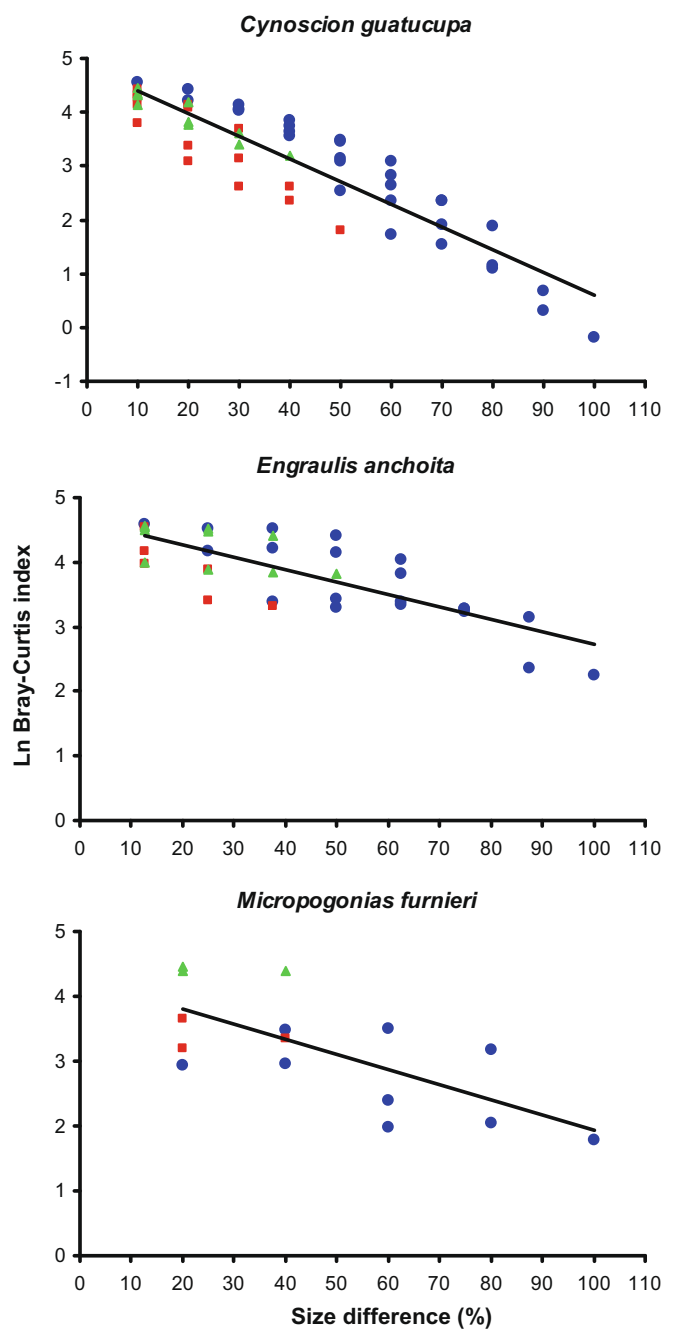 Cynoscion guatucupa
5
4
3
2
1
0
-1
0 10 20 30 40 50 60 70 80 90 100 110
Engraulis anchoita
Ln Bray-Curtis index
5
4
3
2
1
0
0 10 20 30 40 50 60 70 80 90 100 110
Micropogonias furnieri
5
4
3
2
1
0
0 10 20 30 40 50 60 70 80 90 100 110
Size difference (%)